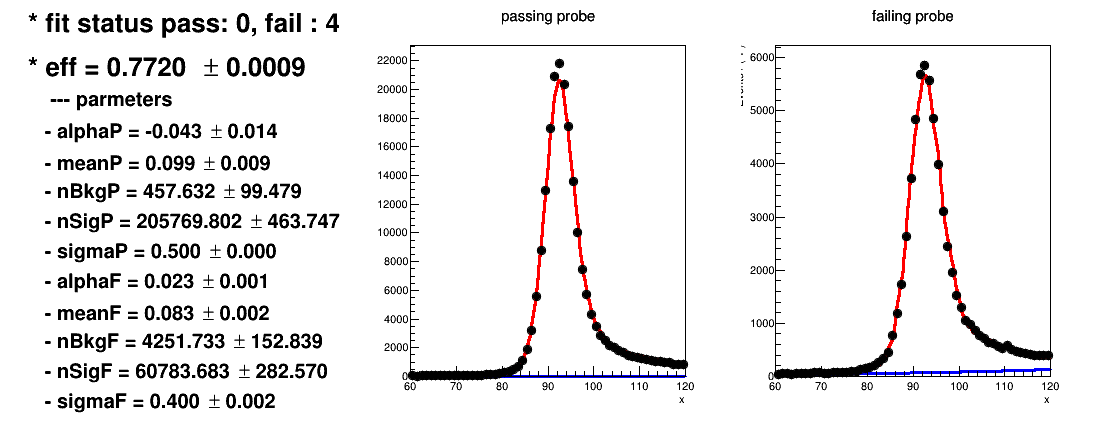 * fit status pass: 0, fail : 4
* eff = 0.7720 ± 0.0009
--- parmeters
- alphaP = -0.043 ± 0.014
- meanP = 0.099 ± 0.009
- nBkgP = 457.632 ± 99.479
- nSigP = 205769.802 ± 463.747
- sigmaP = 0.500 ± 0.000
- alphaF = 0.023 ± 0.001
- meanF = 0.083 ± 0.002
- nBkgF = 4251.733 ± 152.839
- nSigF = 60783.683 ± 282.570
- sigmaF = 0.400 ± 0.002
passing probe
22000
20000
18000
16000
14000
12000
10000
8000
6000
4000
2000
0
60 70 80 90 100 110 120
x
failing probe
6000
5000
4000
3000
2000
1000
0
60 70 80 90 100 110 120
x